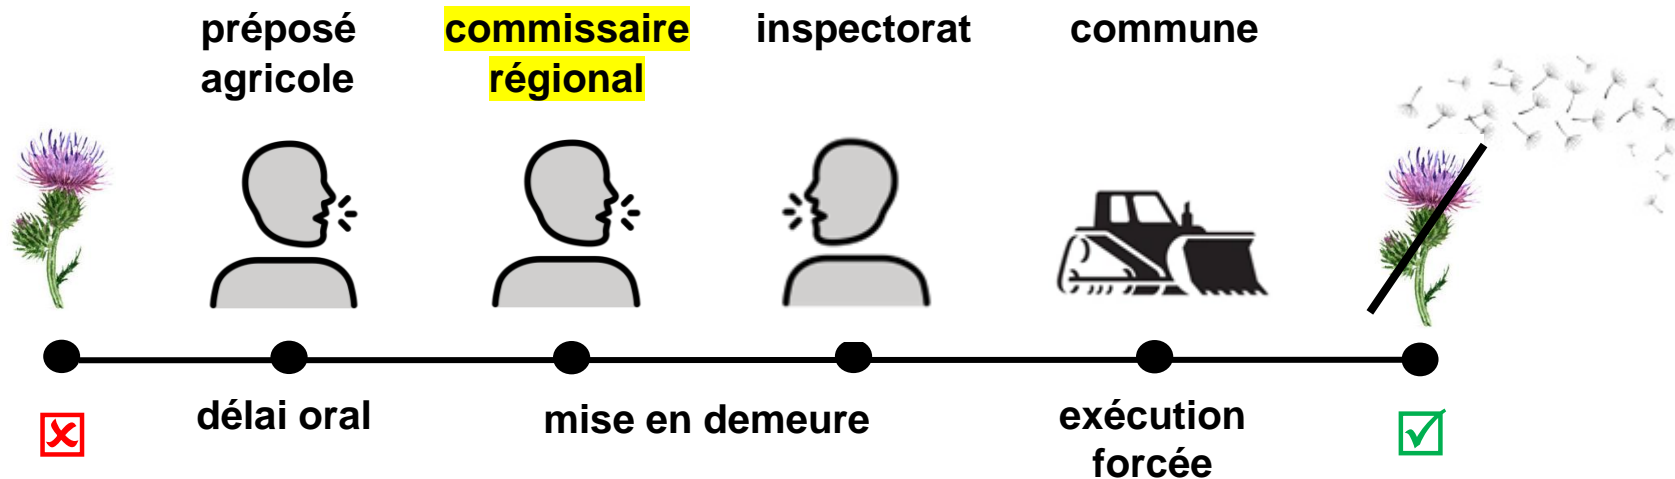 préposé
agricole
commissaire
régional
inspectorat
commune
délai oral
mise en demeure
exécution
forcée